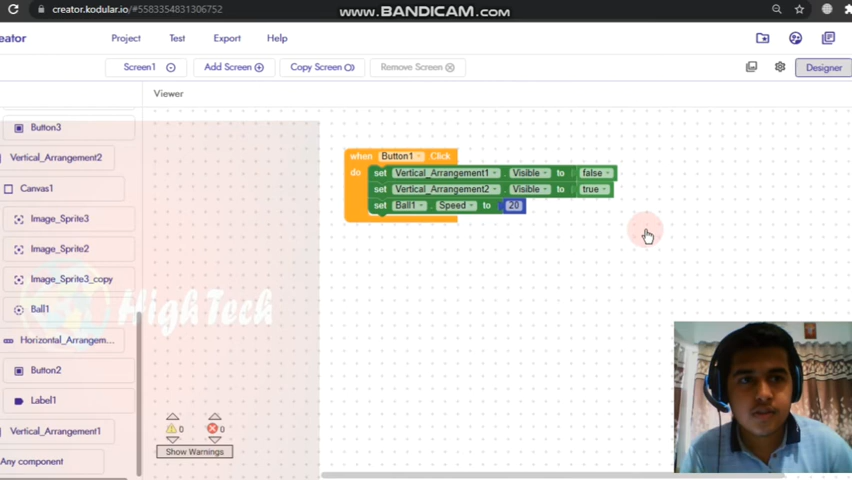 creator.kodular.io/#5583354831306752
www.BANDICAM.com
eator
Project
Test
Export
Help
Screen1
Add Screen
Copy Screen
Remove Screen
Designer
Viewer
Button3
Vertical_Arrangement2
Canvas1
Image_Sprite3
Image_Sprite2
Image_Sprite3_copy
Ball1
Horizontal_Arrangem...
Button2
Label1
Vertical_Arrangement1
Any component
when Button1 . Click
do set Vertical_Arrangement1 . Visible to false
set Vertical_Arrangement2 . Visible to true
set Ball1 . Speed to 20
High Tech
0 0
Show Warnings